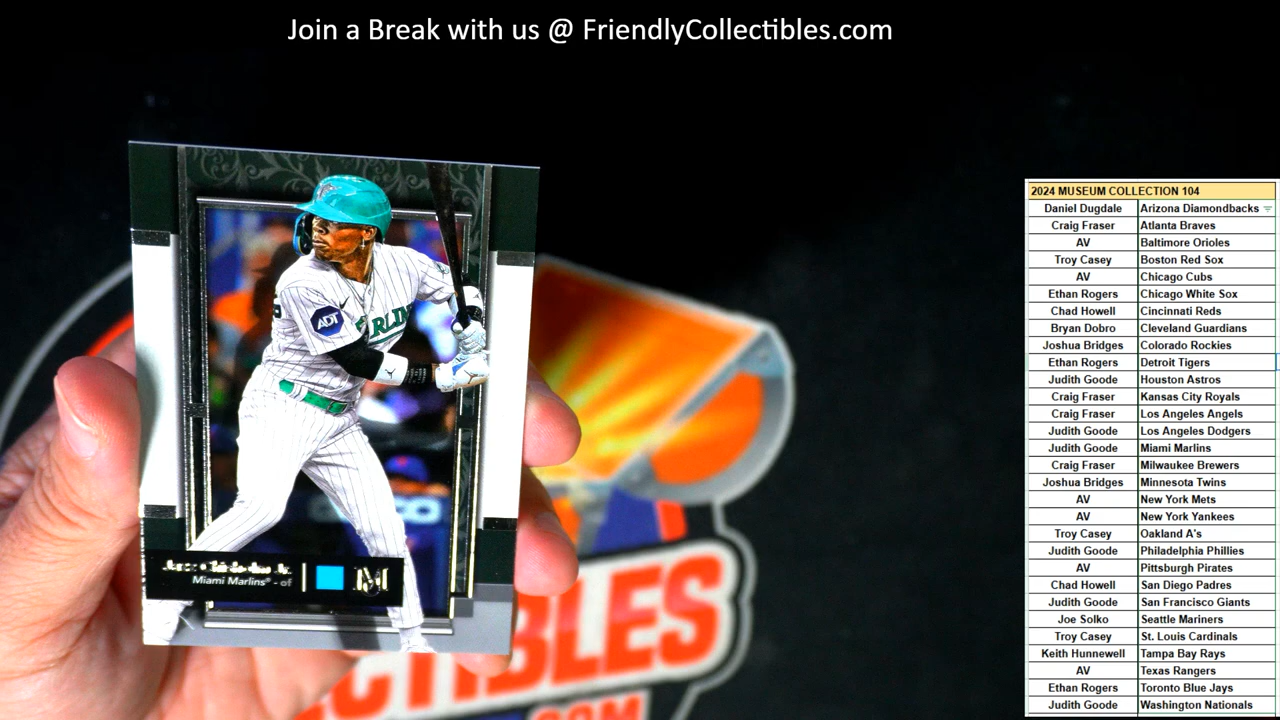 Join a Break with us @ FriendlyCollectibles.com
2024 MUSEUM COLLECTION 104
Daniel Dugdale Arizona Diamondbacks
Craig Fraser Atlanta Braves
AV Baltimore Orioles
Troy Casey Boston Red Sox
AV Chicago Cubs
Ethan Rogers Chicago White Sox
Chad Howell Cincinnati Reds
Bryan Dobro Cleveland Guardians
Joshua Bridges Colorado Rockies
Ethan Rogers Detroit Tigers
Judith Goode Houston Astros
Craig Fraser Kansas City Royals
Craig Fraser Los Angeles Angels
Judith Goode Los Angeles Dodgers
Judith Goode Miami Marlins
Craig Fraser Milwaukee Brewers
Joshua Bridges Minnesota Twins
AV New York Mets
AV New York Yankees
Troy Casey Oakland A's
Judith Goode Philadelphia Phillies
AV Pittsburgh Pirates
Chad Howell San Diego Padres
Judith Goode San Francisco Giants
Joe Solko Seattle Mariners
Troy Casey St. Louis Cardinals
Keith Hunnewell Tampa Bay Rays
AV Texas Rangers
Ethan Rogers Toronto Blue Jays
Judith Goode Washington Nationals
ADT
RLIN
Miami Marlins® - of
M
CTIBLES
.COM